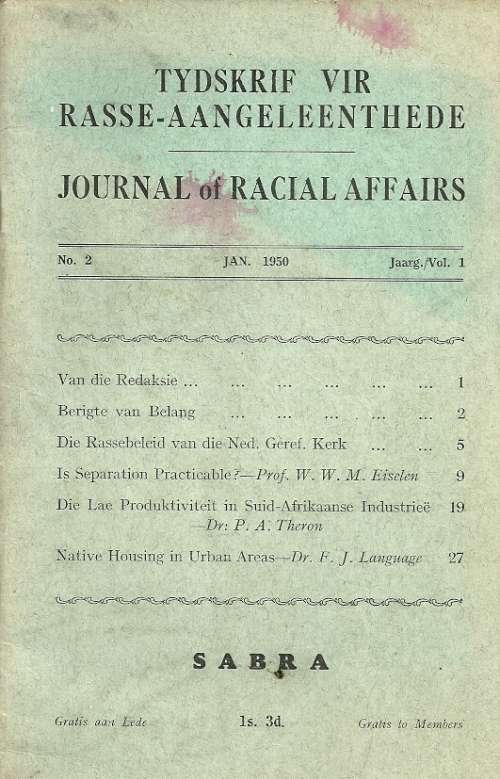 TYDSKRIF VIR
RASSE-AANGELEENTHEDE
JOURNAL of RACIAL AFFAIRS
No. 2 JAN. 1950 Jaarg./Vol. 1
Van die Redaksie ... ... ... ... ... ... 1
Berigte van Belang ... ... ... ... ... 2
Die Rassebeleid van die Ned. Geref. Kerk ... ... 5
Is Separation Practicable?—Prof. W. W. M. Eiselen 9
Die Lae Produktiviteit in Suid-Afrikaanse Industrieë 19
—Dr. P. A. Theron
Native Housing in Urban Areas—Dr. F. J. Language 27
SABRA
Gratis aan Lede 1s. 3d. Gratis to Members